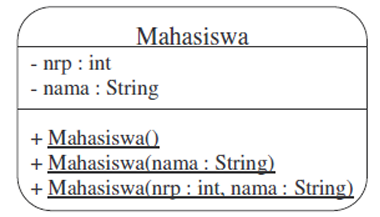 Mahasiswa
- nrp : int
- nama : String
+ Mahasiswa()
+ Mahasiswa(nama : String)
+ Mahasiswa(nrp : int, nama : String)